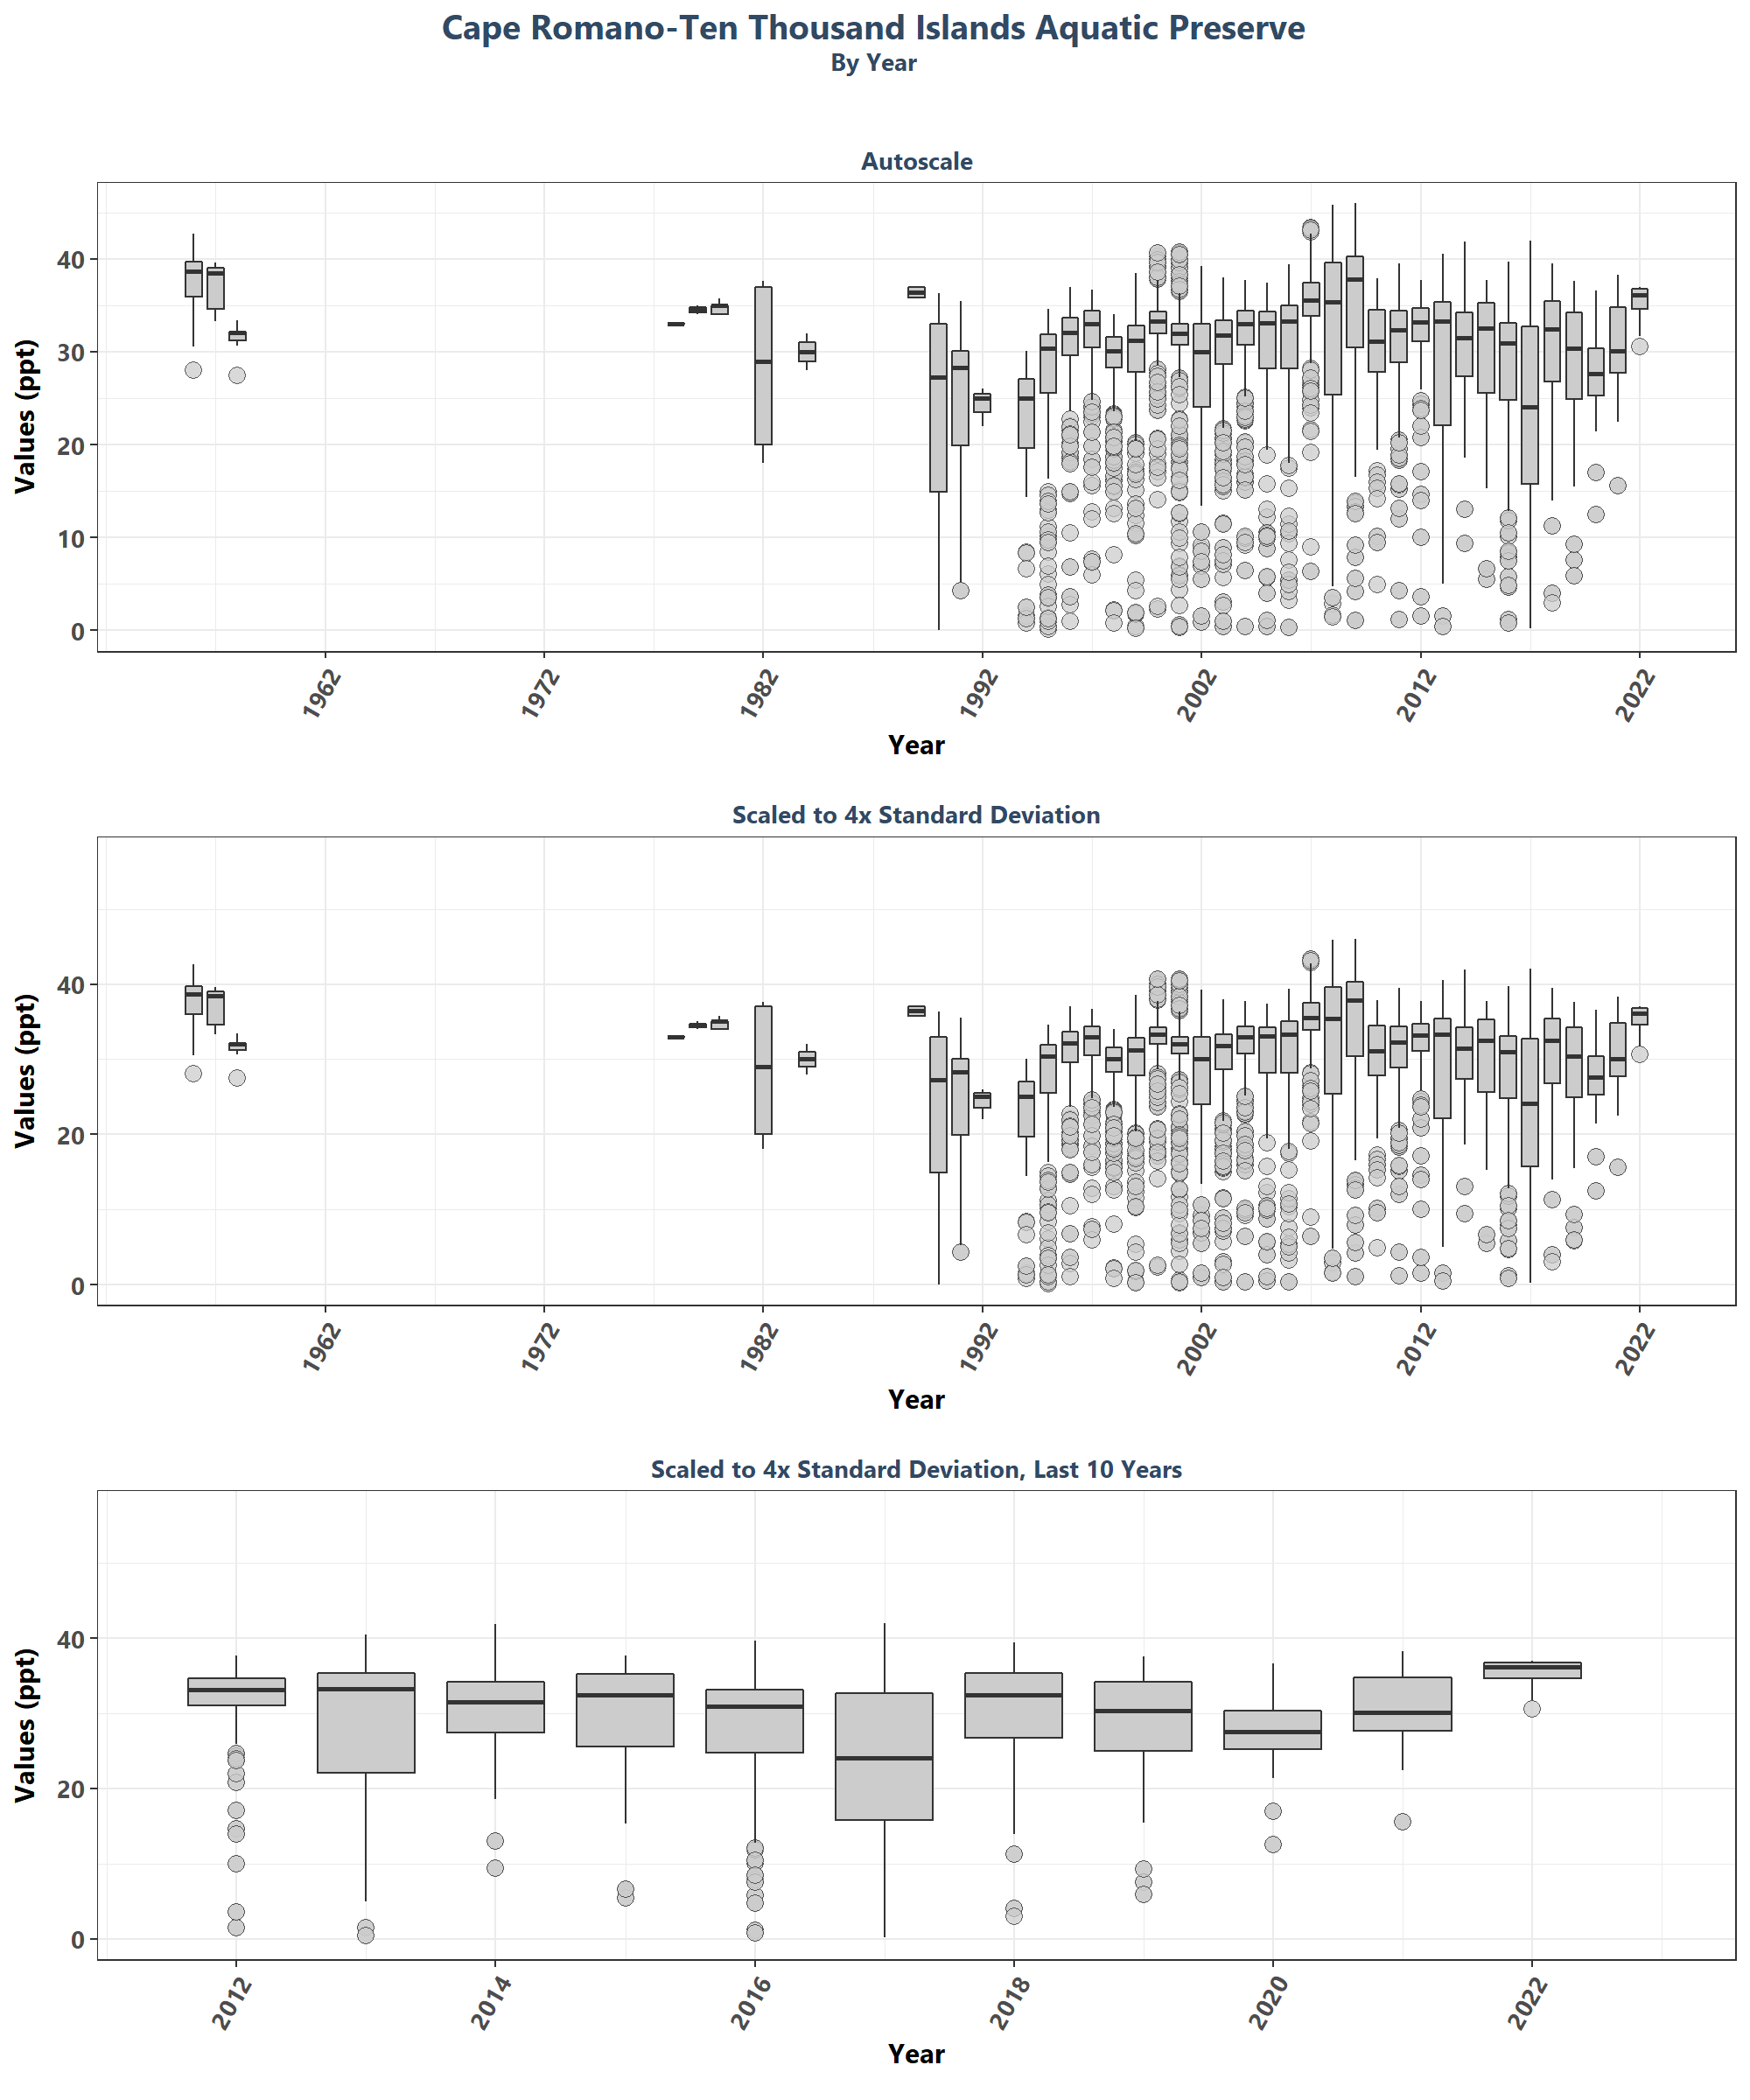 Cape Romano-Ten Thousand Islands Aquatic Preserve
By Year
Autoscale
Values (ppt)
40
30
20
10
0
1962
1972
1982
1992
2002
2012
2022
Year
Scaled to 4x Standard Deviation
Values (ppt)
40
20
0
1962
1972
1982
1992
2002
2012
2022
Year
Scaled to 4x Standard Deviation, Last 10 Years
Values (ppt)
40
20
0
2012
2014
2016
2018
2020
2022
Year